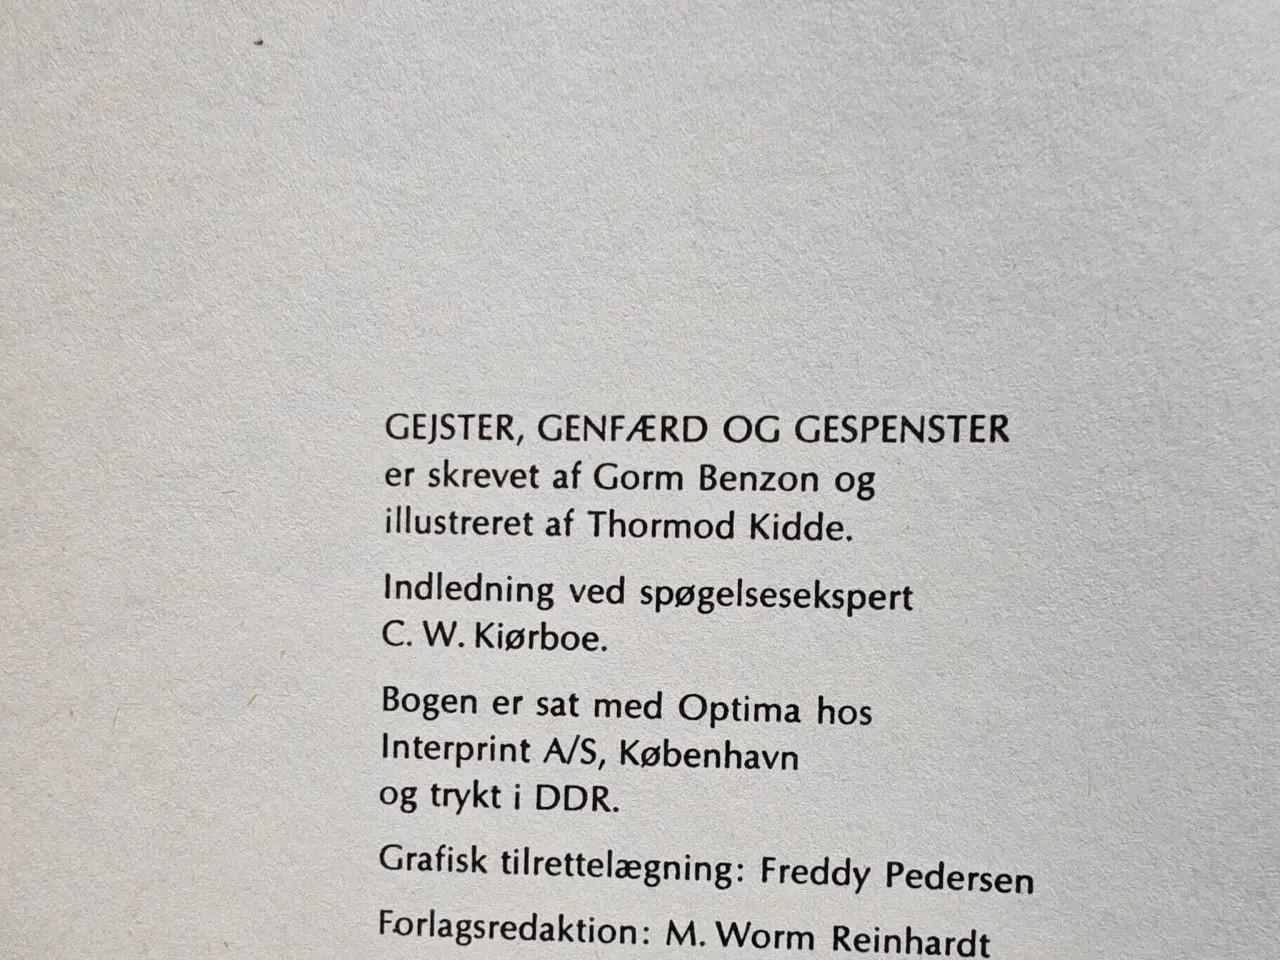 GEJSTER, GENFÆRD OG GESPENSTER
er skrevet af Gorm Benzon og
illustreret af Thormod Kidde.
Indledning ved spøgelsesekspert
C. W. Kiørboe.
Bogen er sat med Optima hos
Interprint A/S, København
og trykt i DDR.
Grafisk tilrettelægning: Freddy Pedersen
Forlagsredaktion: M. Worm Reinhardt